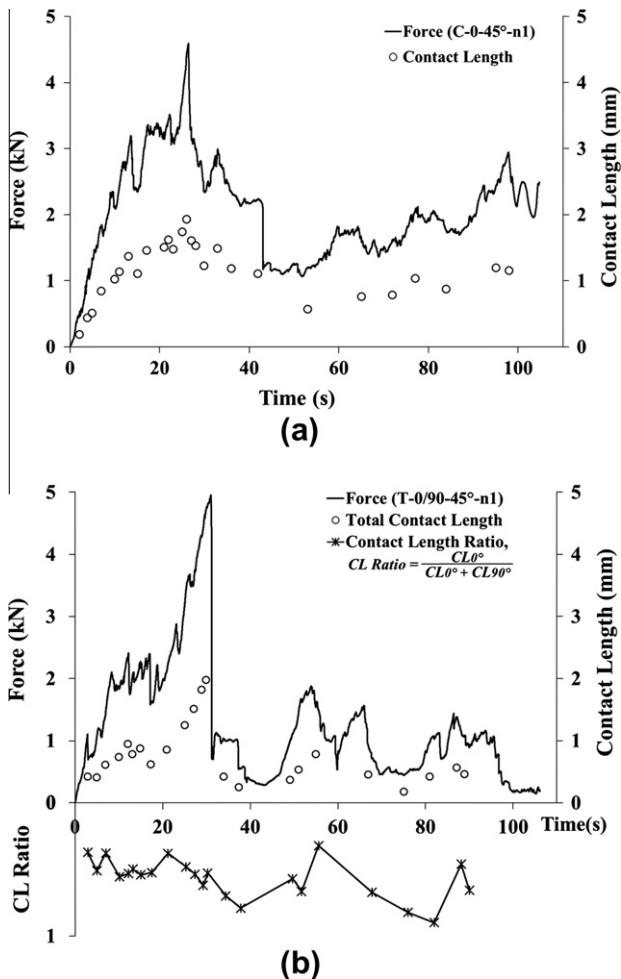 5
5
Force (C-0-45°-n1)
Contact Length
4
4
3
3
2
2
1
1
0
0
0
20
40
60
80
100
Force (kN)
Contact Length (mm)
Time (s)
(a)
5
5
Force (T-0/90-45°-n1)
Total Contact Length
Contact Length Ratio,
CL Ratio = CL0° / CL0° + CL90°
4
4
3
3
2
2
1
1
0
0
0
20
40
60
80
100
Time(s)
Force (kN)
Contact Length (mm)
CL Ratio
1
(b)